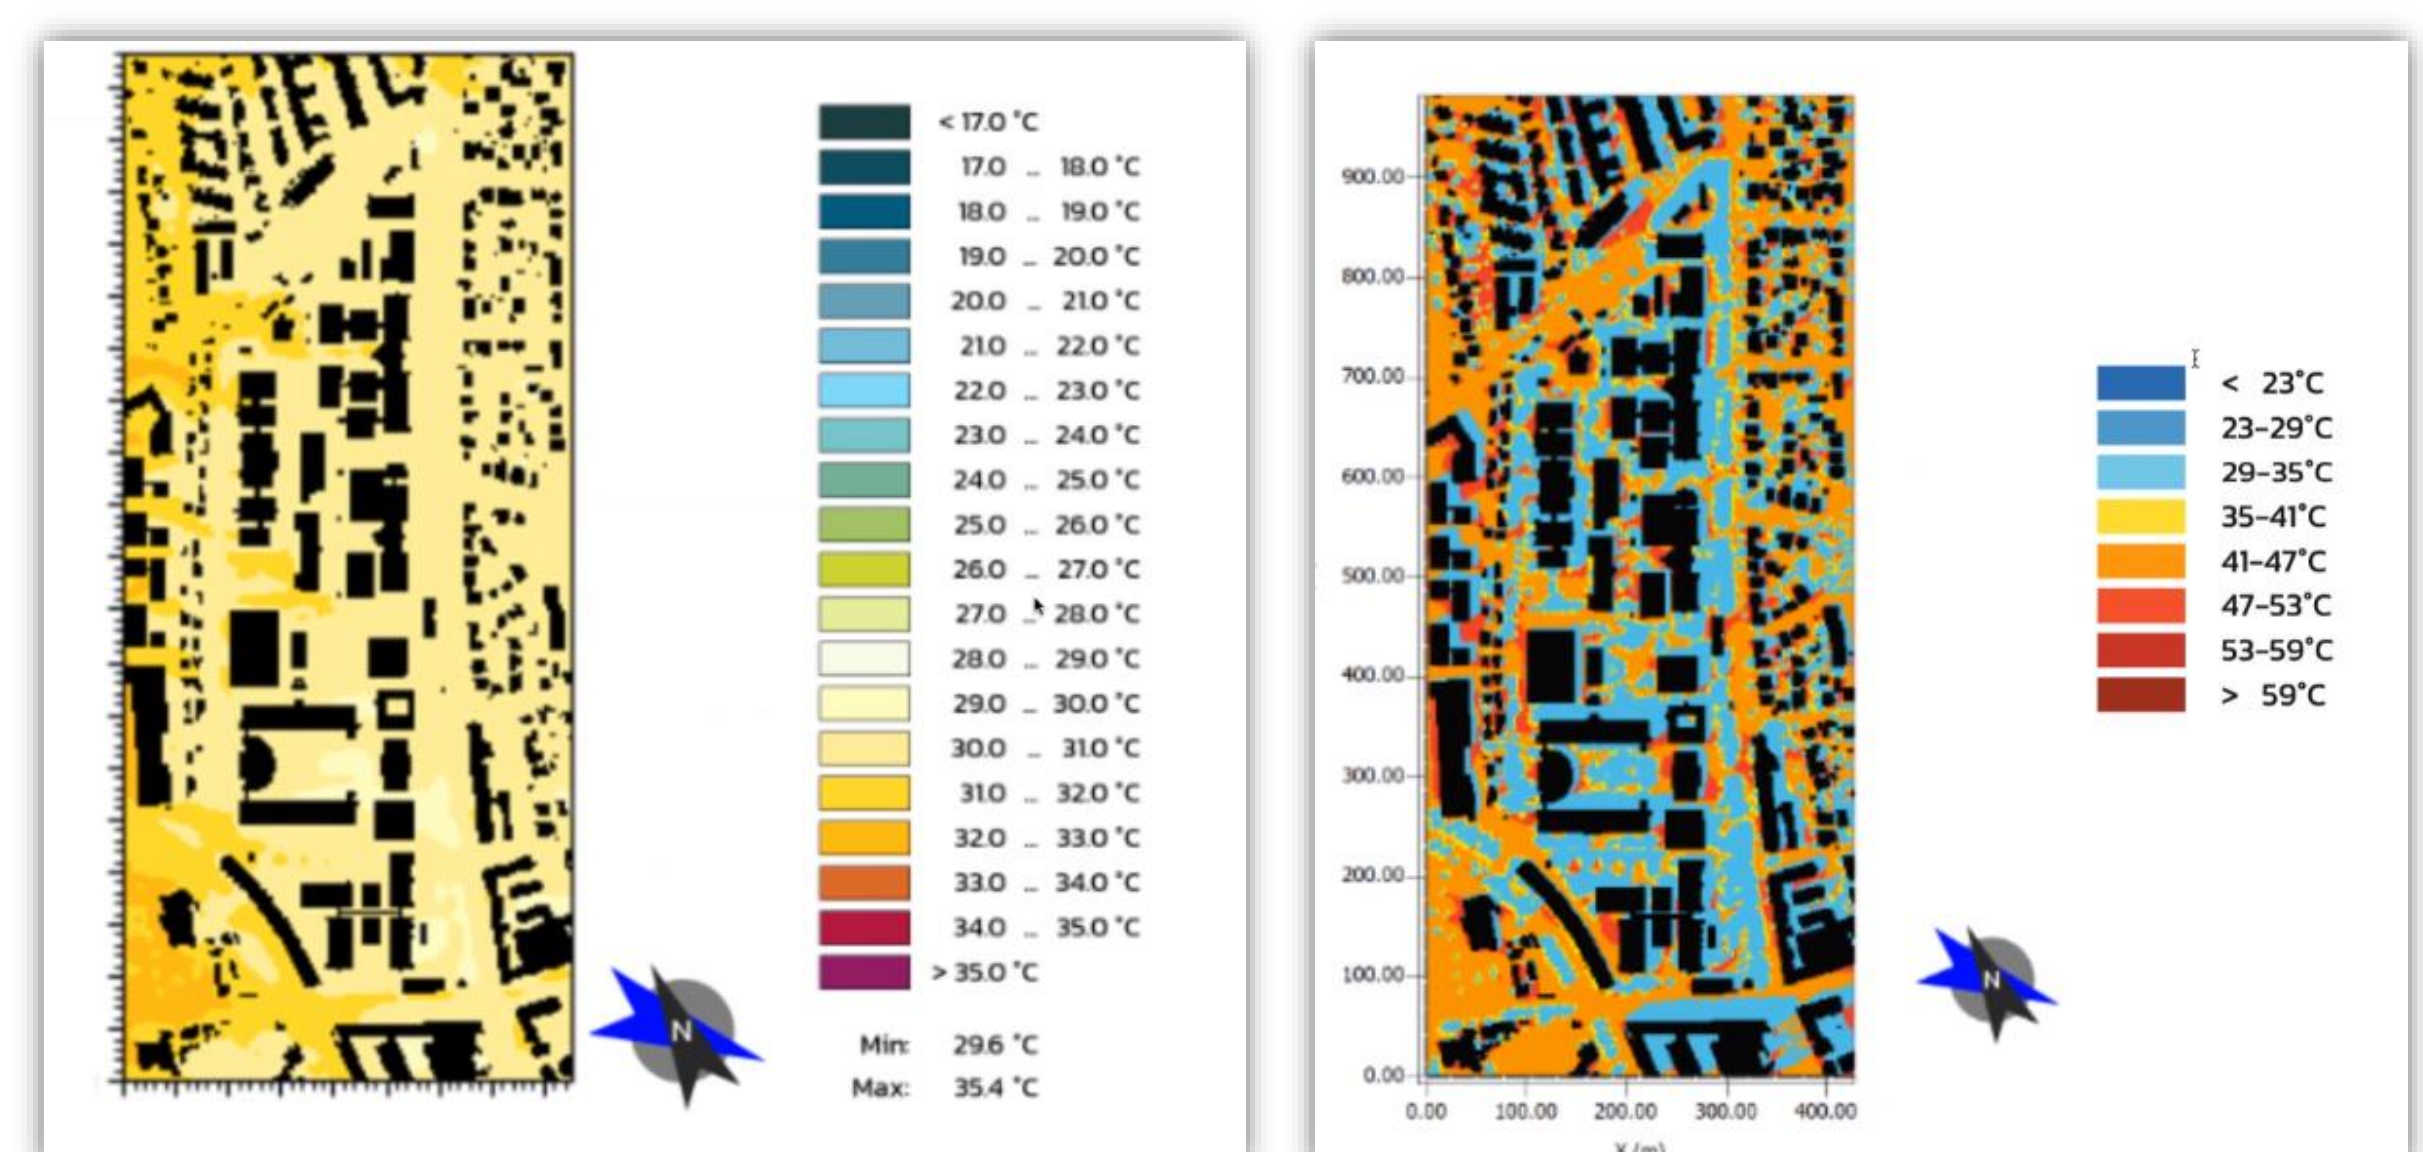 < 17.0 °C
17.0 .. 18.0 °C
18.0 .. 19.0 °C
19.0 .. 20.0 °C
20.0 .. 21.0 °C
21.0 .. 22.0 °C
22.0 .. 23.0 °C
23.0 .. 24.0 °C
24.0 .. 25.0 °C
25.0 .. 26.0 °C
26.0 .. 27.0 °C
27.0 .. 28.0 °C
28.0 .. 29.0 °C
29.0 .. 30.0 °C
30.0 .. 31.0 °C
31.0 .. 32.0 °C
32.0 .. 33.0 °C
33.0 .. 34.0 °C
34.0 .. 35.0 °C
> 35.0 °C
Min: 29.6 °C
Max: 35.4 °C
N
900.00
800.00
700.00
600.00
500.00
400.00
300.00
200.00
100.00
0.00
0.00 100.00 200.00 300.00 400.00
X (m)
< 23°C
23-29°C
29-35°C
35-41°C
41-47°C
47-53°C
53-59°C
> 59°C
N